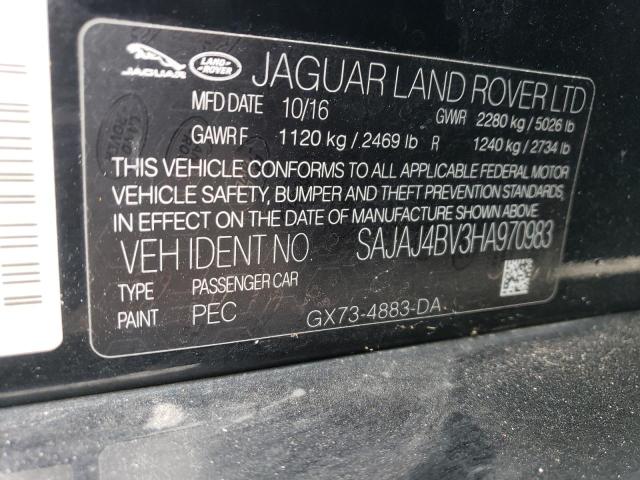 JAGUAR LAND-ROVER JAGUAR LAND ROVER LTD
MFD DATE 10/16 GVWR 2280 kg / 5026 lb
GAWR F 1120 kg / 2469 lb R 1240 kg / 2734 lb
THIS VEHICLE CONFORMS TO ALL APPLICABLE FEDERAL MOTOR
VEHICLE SAFETY, BUMPER AND THEFT PREVENTION STANDARDS
IN EFFECT ON THE DATE OF MANUFACTURE SHOWN ABOVE.
VEH IDENT NO. SAJAJ4BV3HA970983
TYPE PASSENGER CAR
PAINT PEC GX73-4883-DA